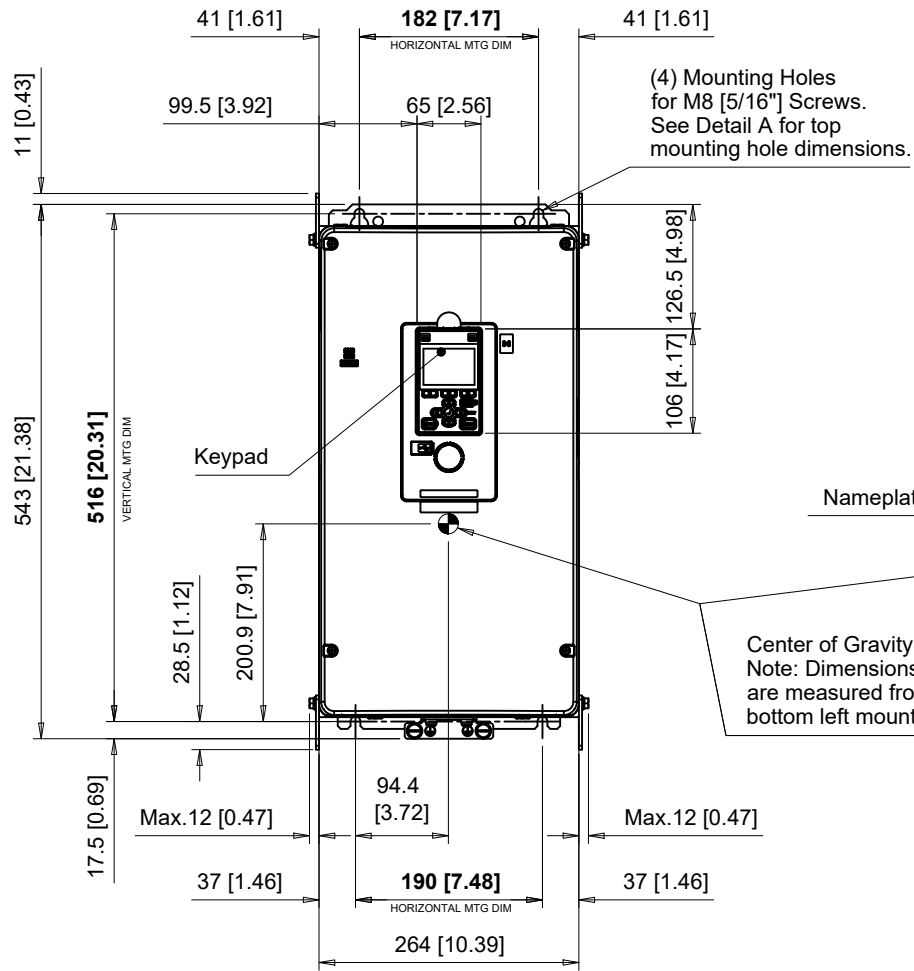 41 [1.61]
182 [7.17]
41 [1.61]
HORIZONTAL MTG DIM
(4) Mounting Holes
for M8 [5/16"] Screws.
See Detail A for top
mounting hole dimensions.
99.5 [3.92]
65 [2.56]
11 [0.43]
126.5 [4.98]
106 [4.17]
Keypad
543 [21.38]
516 [20.31]
VERTICAL MTG DIM
Nameplat
200.9 [7.91]
28.5 [1.12]
Center of Gravity
Note: Dimensions
are measured fro
bottom left mount
17.5 [0.69]
94.4
[3.72]
Max.12 [0.47]
Max.12 [0.47]
37 [1.46]
190 [7.48]
37 [1.46]
HORIZONTAL MTG DIM
264 [10.39]